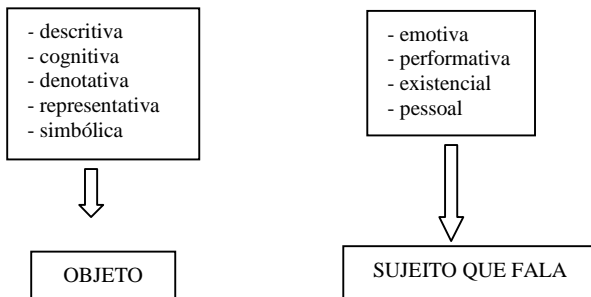 - descritiva
- cognitiva
- denotativa
- representativa
- simbólica
- emotiva
- performativa
- existencial
- pessoal
OBJETO
SUJEITO QUE FALA